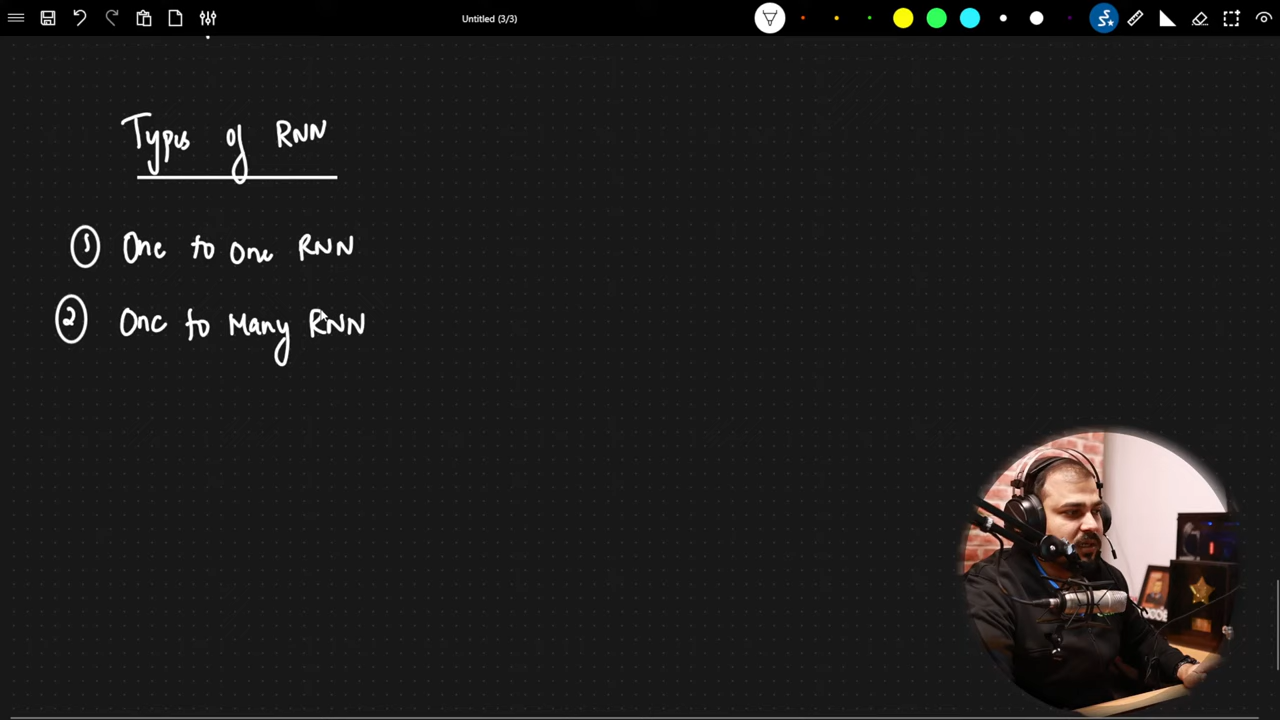 Untitled (3/3)
Types of RNN
1 One to One RNN
2 One to Many RNN